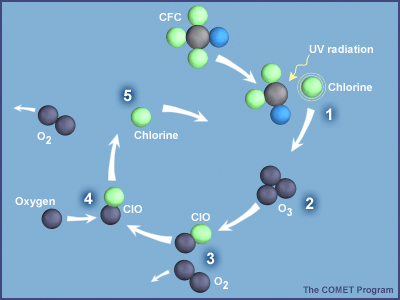 CFC
UV radiation
Chlorine
1
5
Chlorine
O2
4
ClO
Oxygen
2
O3
ClO
3
O2
The COMET Program